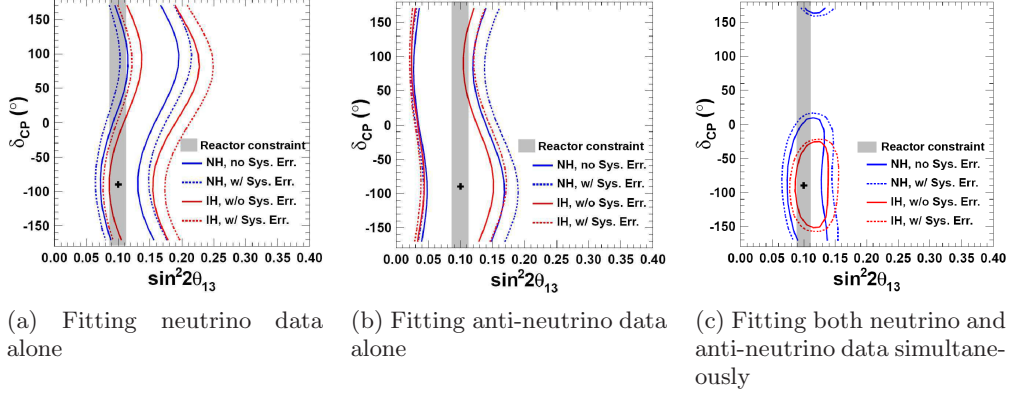 δCP (°)
150
100
50
0
-50
-100
-150
Reactor constraint
NH, no Sys. Err.
NH, w/ Sys. Err.
IH, w/o Sys. Err.
IH, w/ Sys. Err.
0.00 0.05 0.10 0.15 0.20 0.25 0.30 0.35 0.40
sin²2θ13
(a) Fitting neutrino data
alone
δCP (°)
150
100
50
0
-50
-100
-150
Reactor constraint
NH, no Sys. Err.
NH, w/ Sys. Err.
IH, w/o Sys. Err.
IH, w/ Sys. Err.
0.00 0.05 0.10 0.15 0.20 0.25 0.30 0.35 0.40
sin²2θ13
(b) Fitting anti-neutrino data
alone
δCP (°)
150
100
50
0
-50
-100
-150
Reactor constraint
NH, no Sys. Err.
NH, w/ Sys. Err.
IH, w/o Sys. Err.
IH, w/ Sys. Err.
0.00 0.05 0.10 0.15 0.20 0.25 0.30 0.35 0.40
sin²2θ13
(c) Fitting both neutrino and
anti-neutrino data simultane-
ously